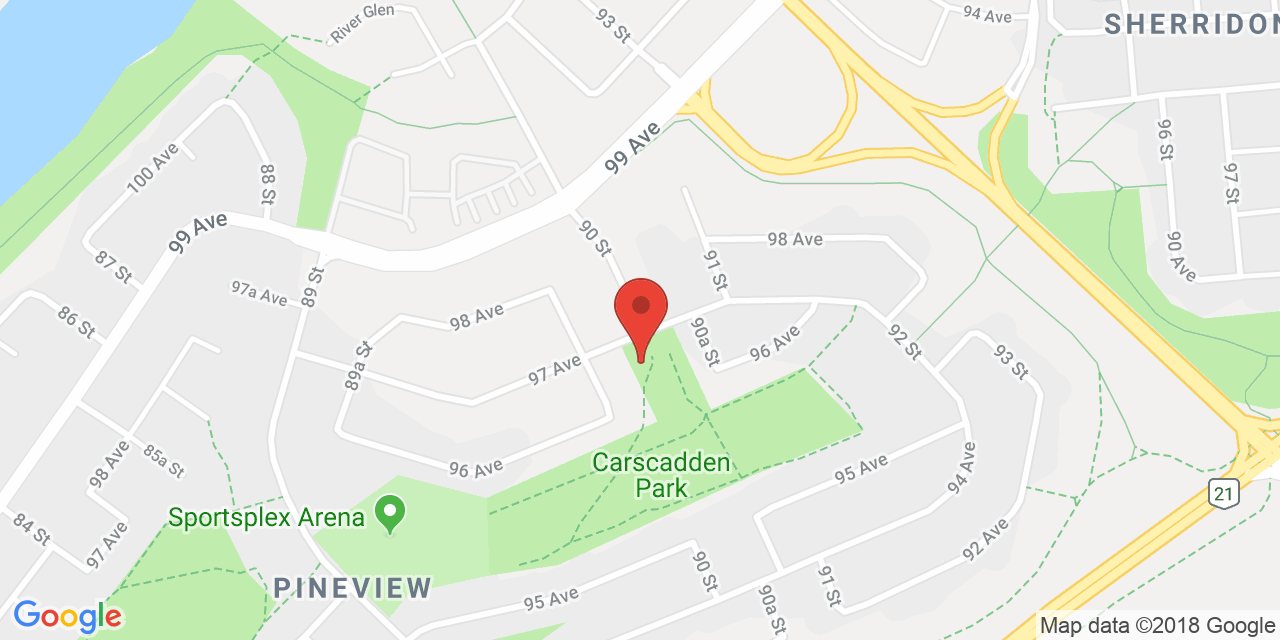 River Glen
93 St
94 Ave
SHERRIDON
99 Ave
96 St
100 Ave
88 St
97 St
99 Ave
90 St
98 Ave
90 Ave
87 St
91 St
89 St
97a Ave
86 St
98 Ave
90a St
96 Ave
92 St
93 St
89a St
97 Ave
98 Ave
85a St
96 Ave
Carscadden
Park
95 Ave
94 Ave
21
Sportsplex Arena
84 St
97 Ave
92 Ave
PINEVIEW
95 Ave
90 St
90a St
91 St
Google
Map data ©2018 Google